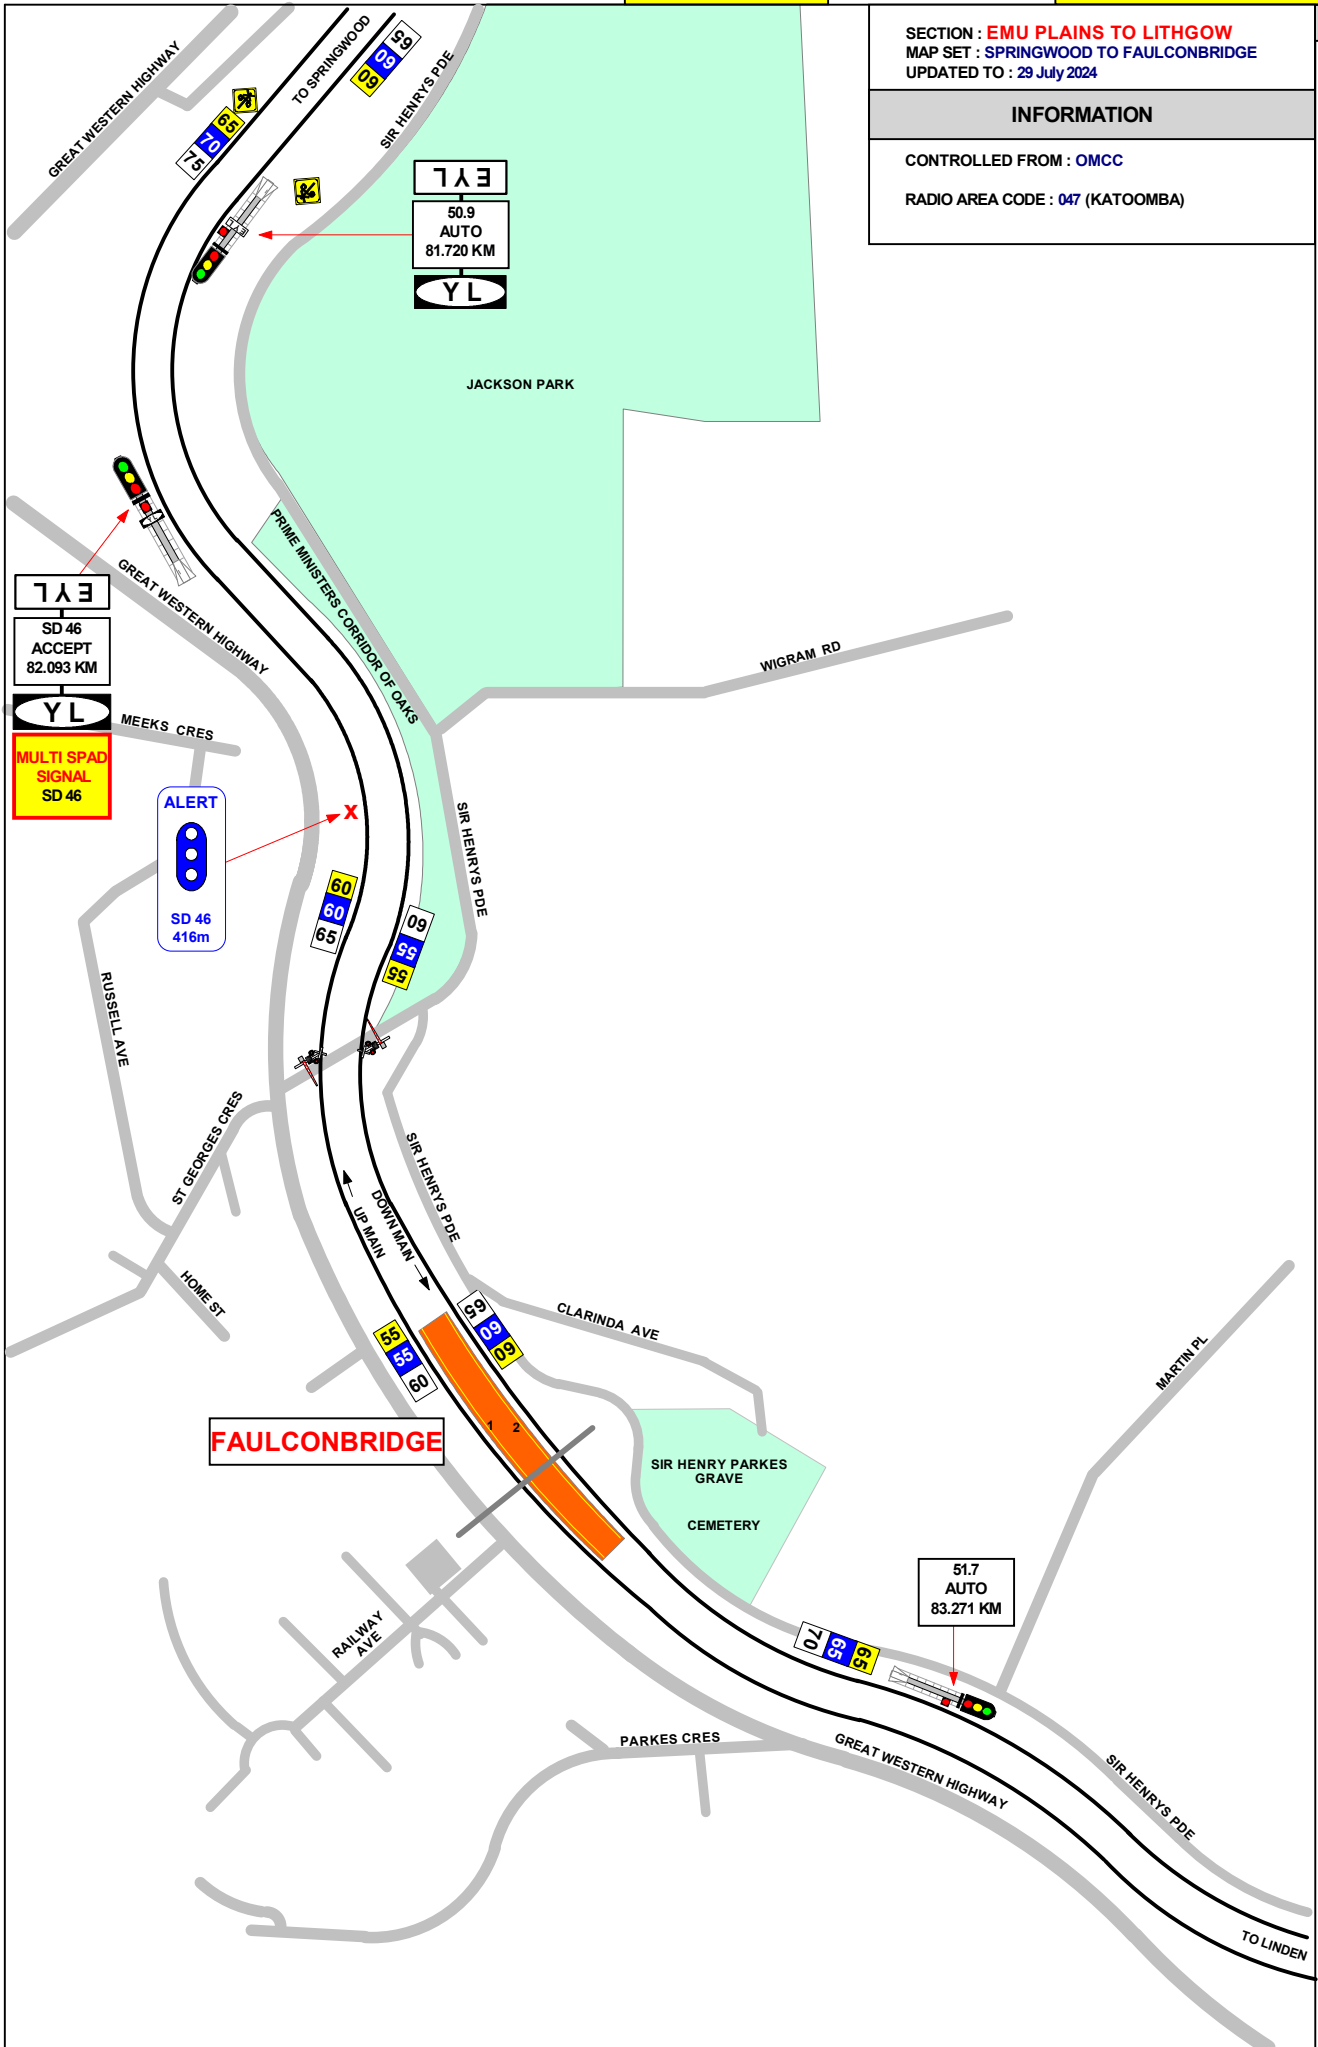 SECTION : EMU PLAINS TO LITHGOW
MAP SET : SPRINGWOOD TO FAULCONBRIDGE
UPDATED TO : 29 July 2024
INFORMATION
CONTROLLED FROM : OMCC
RADIO AREA CODE : 047 (KATOOMBA)
GREAT WESTERN HIGHWAY
TO SPRINGWOOD
65
60
60
SIR HENRYS PDE
65
70
75
EYL
50.9
AUTO
81.720 KM
YL
JACKSON PARK
PRIME MINISTERS CORRIDOR OF OAKS
GREAT WESTERN HIGHWAY
EYL
SD 46
ACCEPT
82.093 KM
YL
MULTI SPAD
SIGNAL
SD 46
MEEKS CRES
WIGRAM RD
ALERT
SD 46
416m
X
SIR HENRYS PDE
60
60
65
60
55
55
RUSSELL AVE
ST GEORGES CRES
SIR HENRYS PDE
UP MAIN
DOWN MAIN
HOME ST
65
60
60
CLARINDA AVE
55
55
60
MARTIN PL
FAULCONBRIDGE
1 2
SIR HENRY PARKES
GRAVE
CEMETERY
51.7
AUTO
83.271 KM
RAILWAY
AVE
70
65
65
PARKES CRES
GREAT WESTERN HIGHWAY
SIR HENRYS PDE
TO LINDEN